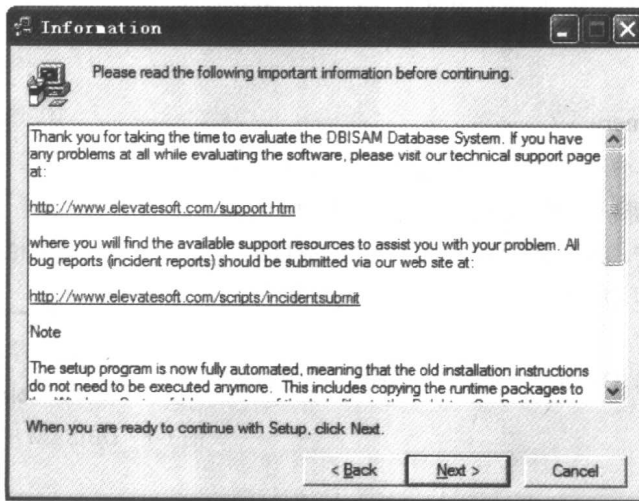 Information
Please read the following important information before continuing.
Thank you for taking the time to evaluate the DBISAM Database System. If you have
any problems at all while evaluating the software, please visit our technical support page
at:
http://www.elevatesoft.com/support.htm
where you will find the available support resources to assist you with your problem. All
bug reports (incident reports) should be submitted via our web site at:
http://www.elevatesoft.com/scripts/incidentsubmit
Note
The setup program is now fully automated, meaning that the old installation instructions
do not need to be executed anymore. This includes copying the runtime packages to
When you are ready to continue with Setup, click Next.
< Back
Next >
Cancel